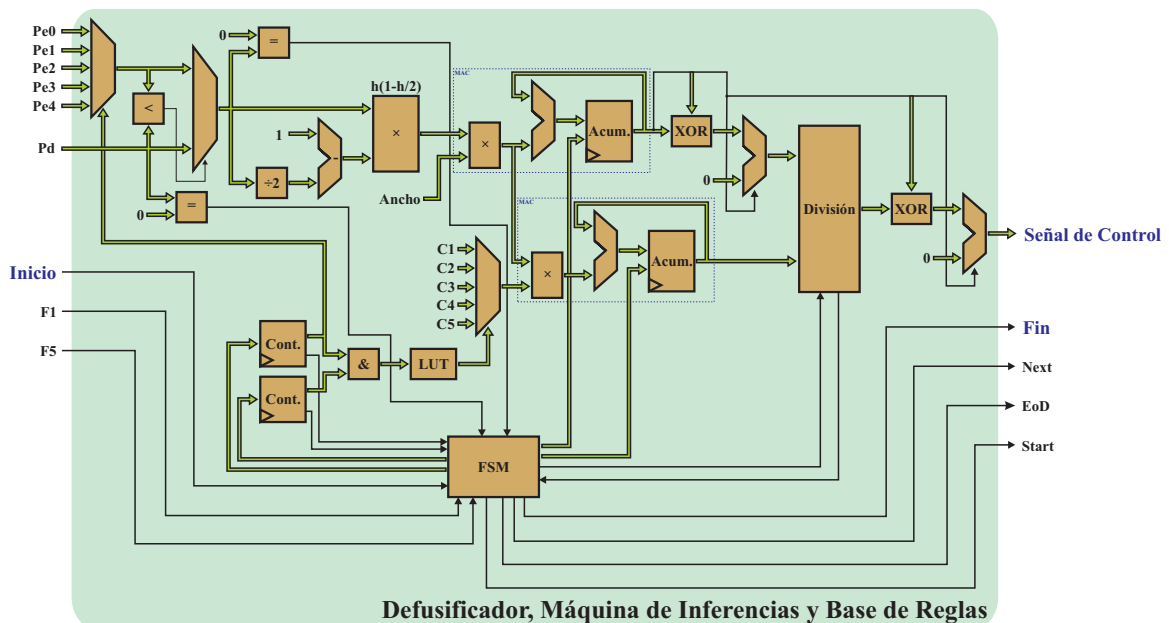 Pe0
Pe1
Pe2
Pe3
Pe4
Pd
<
=
0
0
=
1
-
÷2
h(1-h/2)
×
Ancho
MAC
×
Acum.
XOR
0
MAC
×
Acum.
C1
C2
C3
C4
C5
División
XOR
0
Señal de Control
Inicio
F1
F5
Cont.
Cont.
&
LUT
FSM
Fin
Next
EoD
Start
Defusificador, Máquina de Inferencias y Base de Reglas